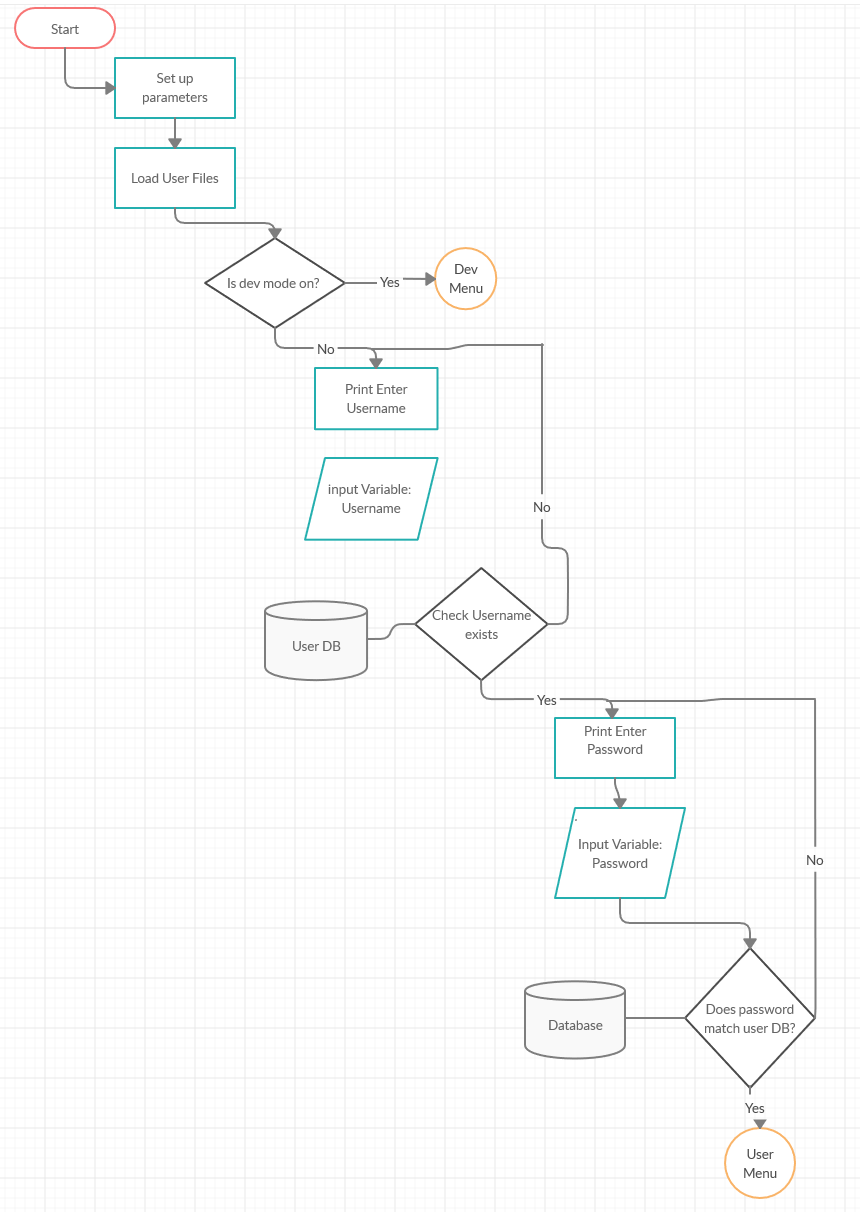 Start
Set up
parameters
Load User Files
Is dev mode on?
Yes
Dev
Menu
No
Print Enter
Username
input Variable:
Username
No
Check Username
exists
User DB
Yes
Print Enter
Password
.
Input Variable:
Password
No
Does password
match user DB?
Database
Yes
User
Menu